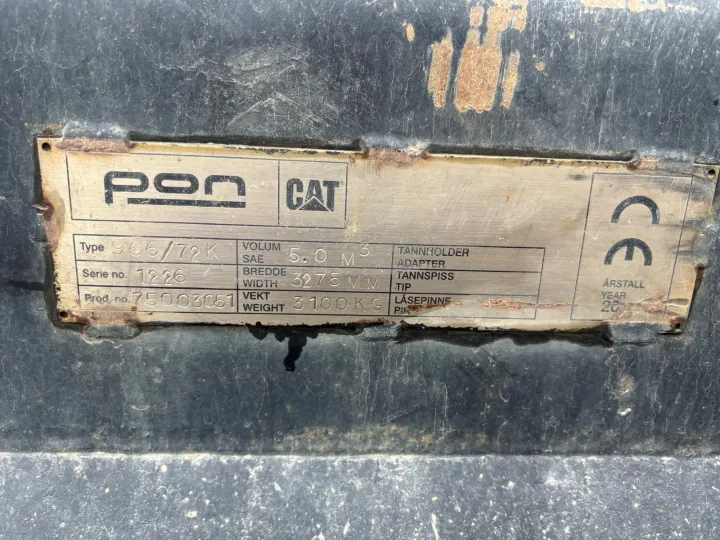 pon CAT
Type 966/72K VOLUM SAE 5.0 M³ TANNHOLDER ADAPTER
Serie no. 1226 BREDDE WIDTH 3275 MM TANNSPISS TIP
Prod. no. 75003051 VEKT WEIGHT 3100 KG LÅSEPINNE
CE
ÅRSTALL
YEAR